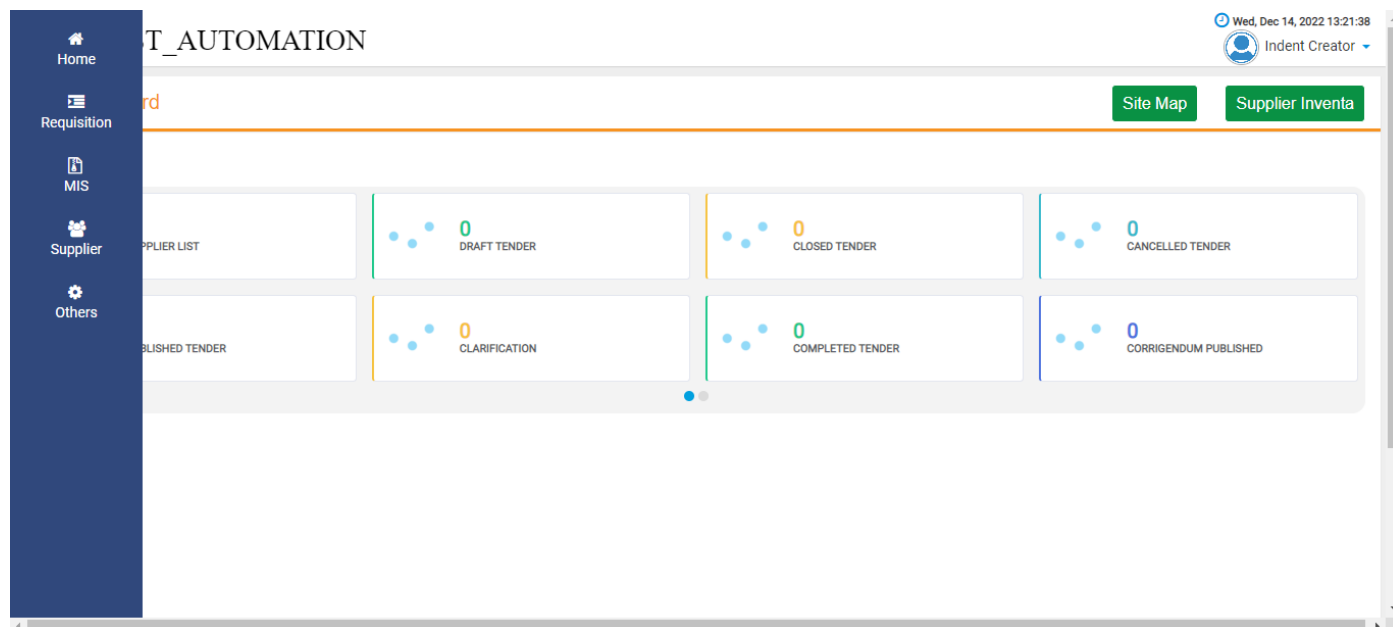 Wed, Dec 14, 2022 13:21:38
T_AUTOMATION
Indent Creator
Home
Requisition
MIS
Supplier
Others
rd
Site Map
Supplier Inventa
PPLIER LIST
0
DRAFT TENDER
0
CLOSED TENDER
0
CANCELLED TENDER
BLISHED TENDER
0
CLARIFICATION
0
COMPLETED TENDER
0
CORRIGENDUM PUBLISHED